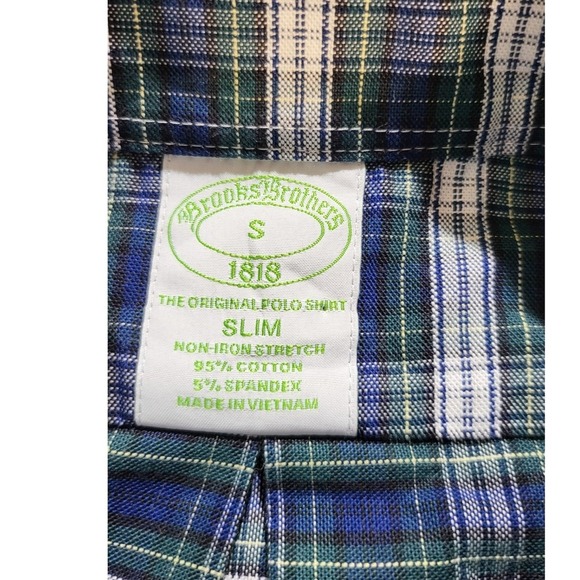 Brooks Brothers
S
1818
THE ORIGINAL POLO SHIRT
SLIM
NON-IRON STRETCH
95% COTTON
5% SPANDEX
MADE IN VIETNAM